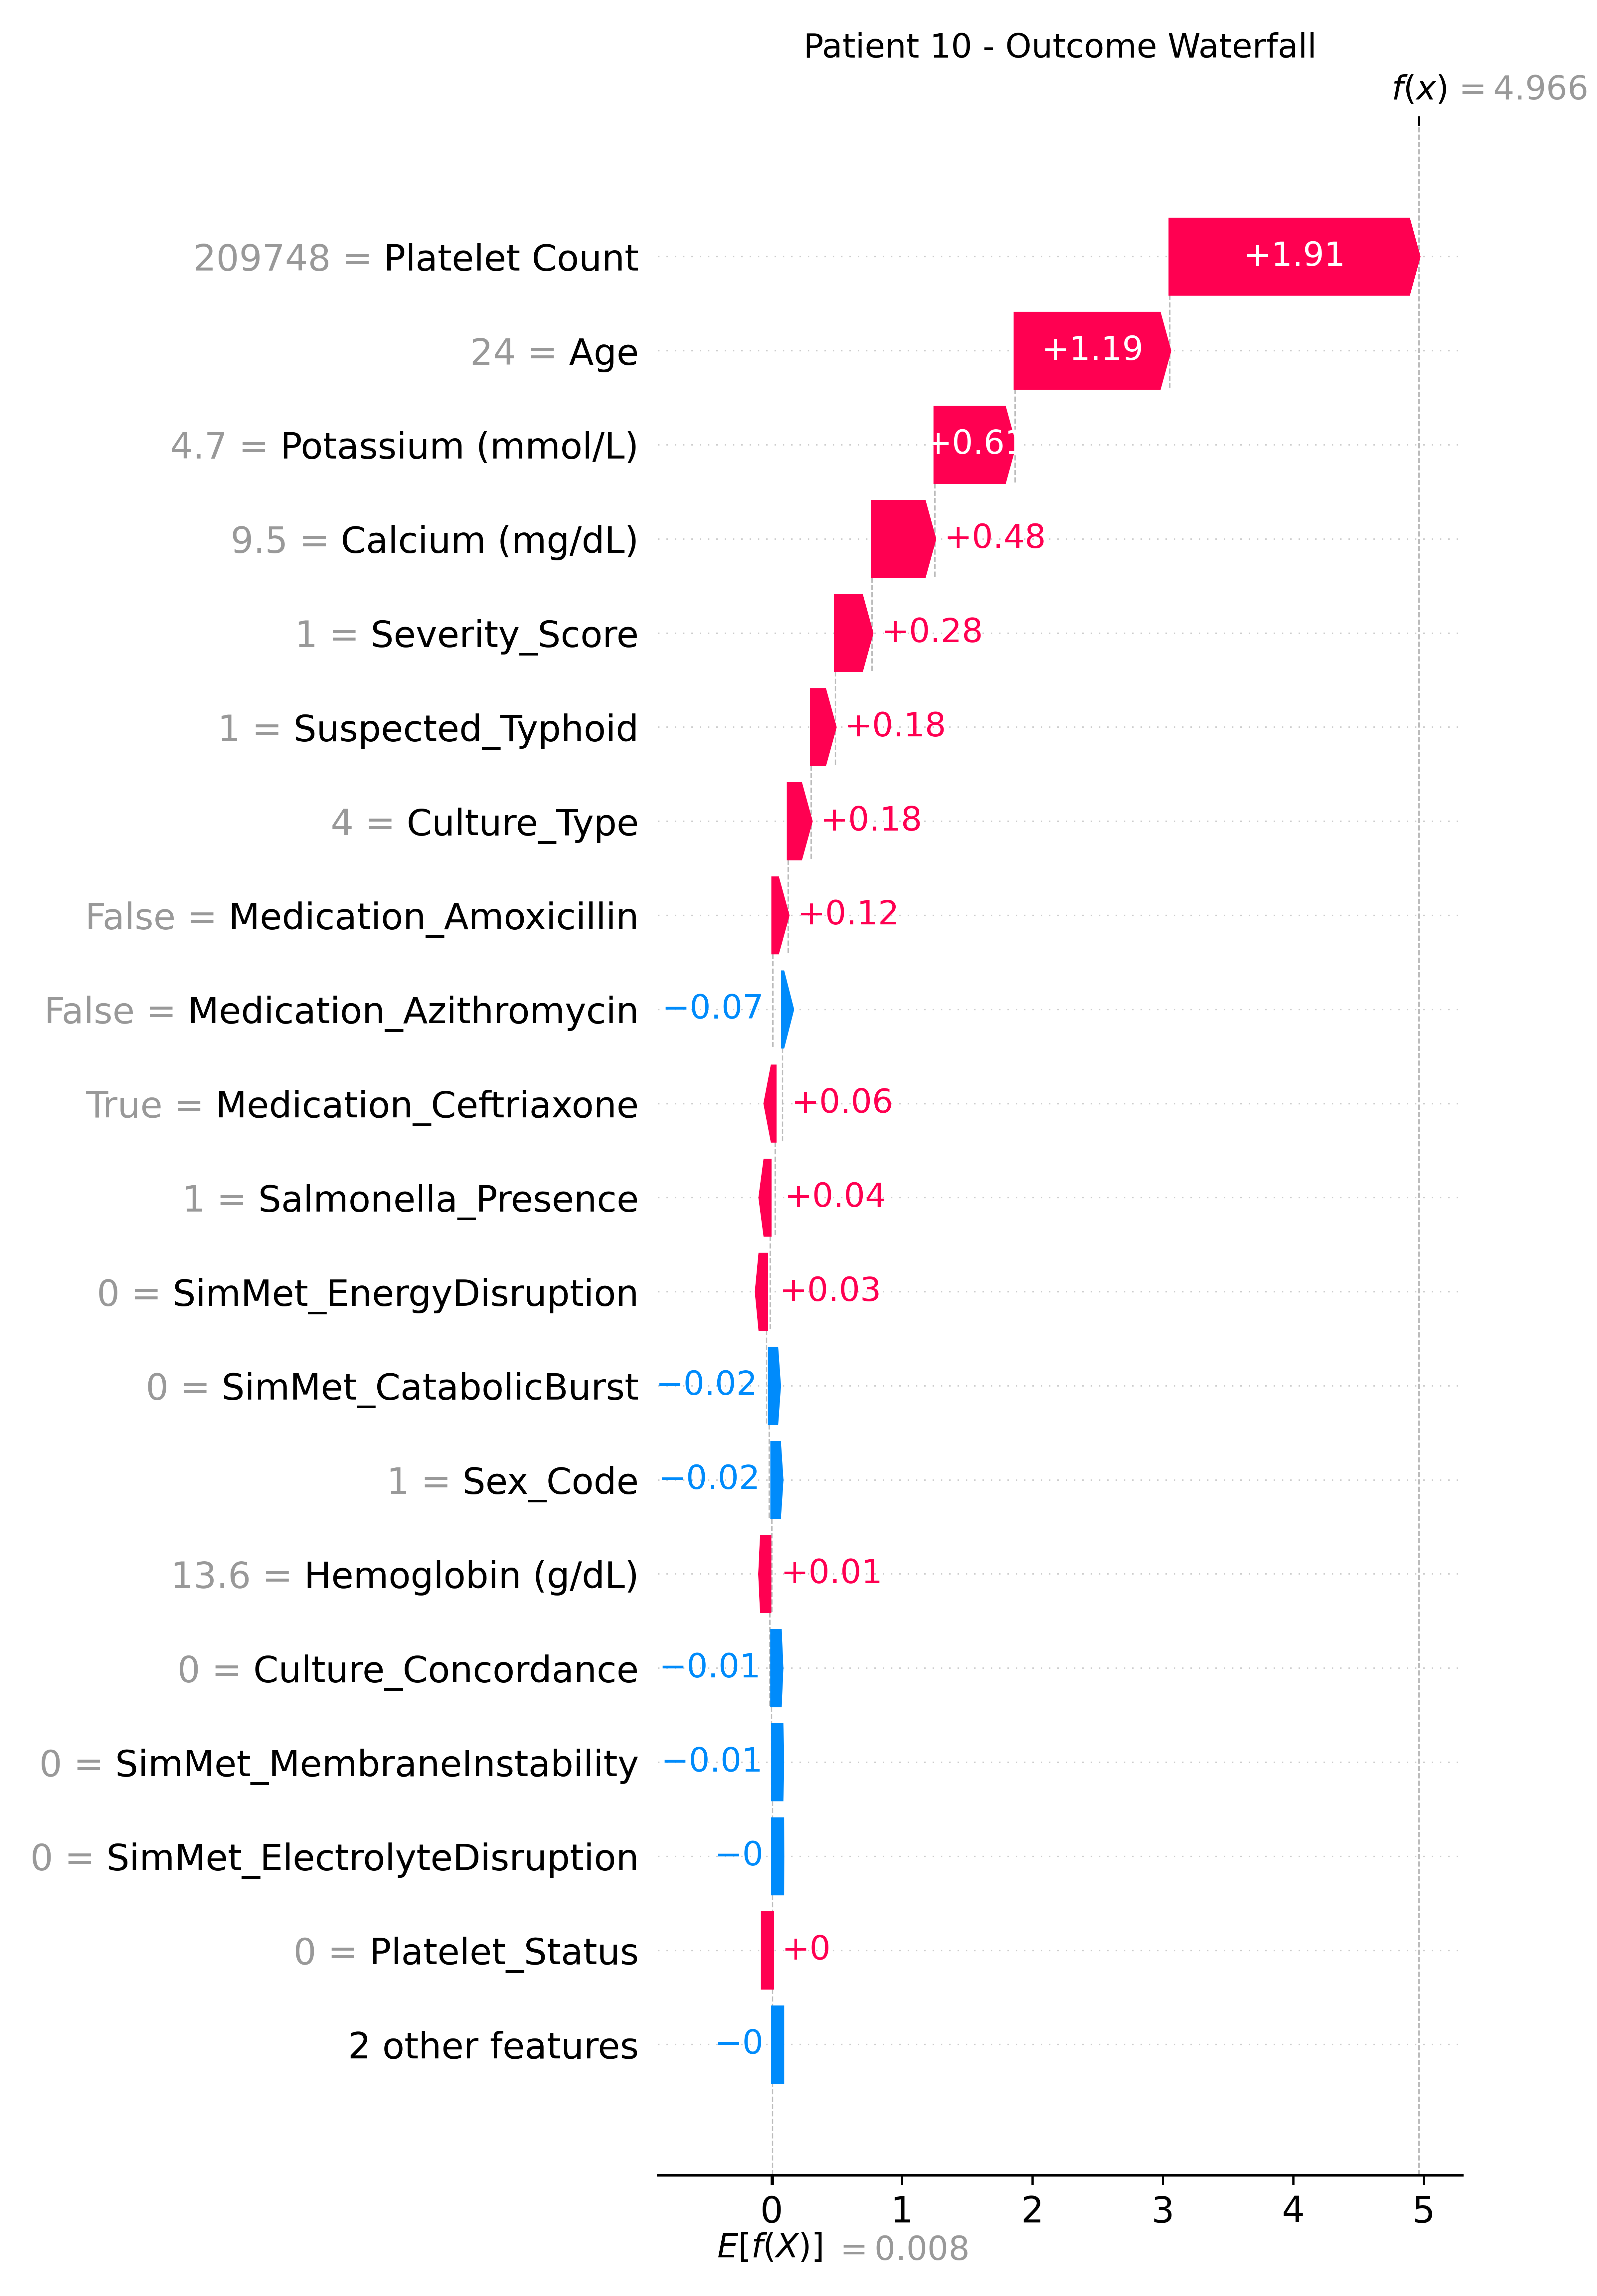 Patient 10 - Outcome Waterfall
f(x) = 4.966
209748 = Platelet Count +1.91
24 = Age +1.19
4.7 = Potassium (mmol/L) +0.61
9.5 = Calcium (mg/dL) +0.48
1 = Severity_Score +0.28
1 = Suspected_Typhoid +0.18
4 = Culture_Type +0.18
False = Medication_Amoxicillin +0.12
False = Medication_Azithromycin −0.07
True = Medication_Ceftriaxone +0.06
1 = Salmonella_Presence +0.04
0 = SimMet_EnergyDisruption +0.03
0 = SimMet_CatabolicBurst −0.02
1 = Sex_Code −0.02
13.6 = Hemoglobin (g/dL) +0.01
0 = Culture_Concordance −0.01
0 = SimMet_MembraneInstability −0.01
0 = SimMet_ElectrolyteDisruption −0
0 = Platelet_Status +0
2 other features −0
0 1 2 3 4 5
E[f(X)] = 0.008